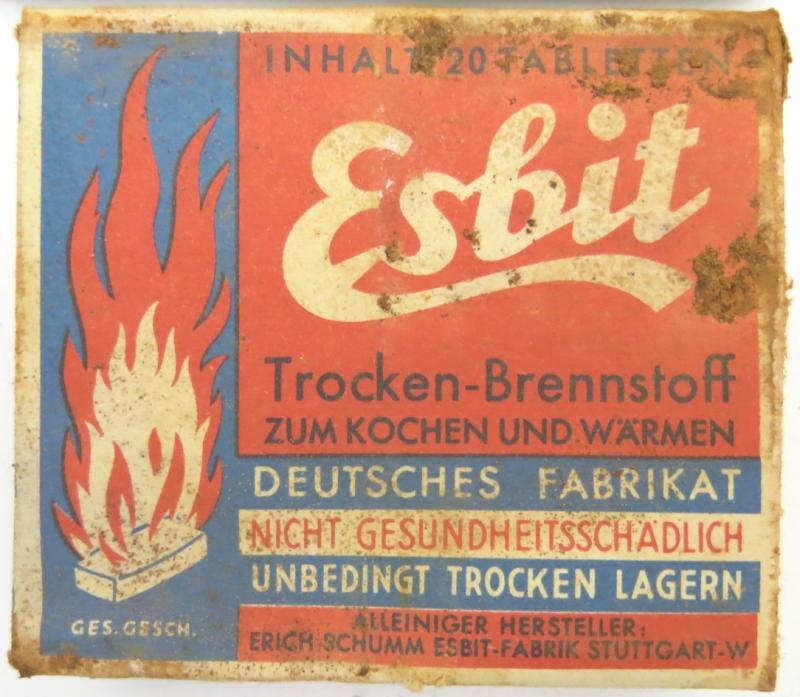 INHALT 20 TABLETTEN
Esbit
Trocken-Brennstoff
ZUM KOCHEN UND WÄRMEN
DEUTSCHES FABRIKAT
NICHT GESUNDHEITSSCHÄDLICH
UNBEDINGT TROCKEN LAGERN
GES. GESCH.
ALLEINIGER HERSTELLER:
ERICH SCHUMM ESBIT-FABRIK STUTTGART-W